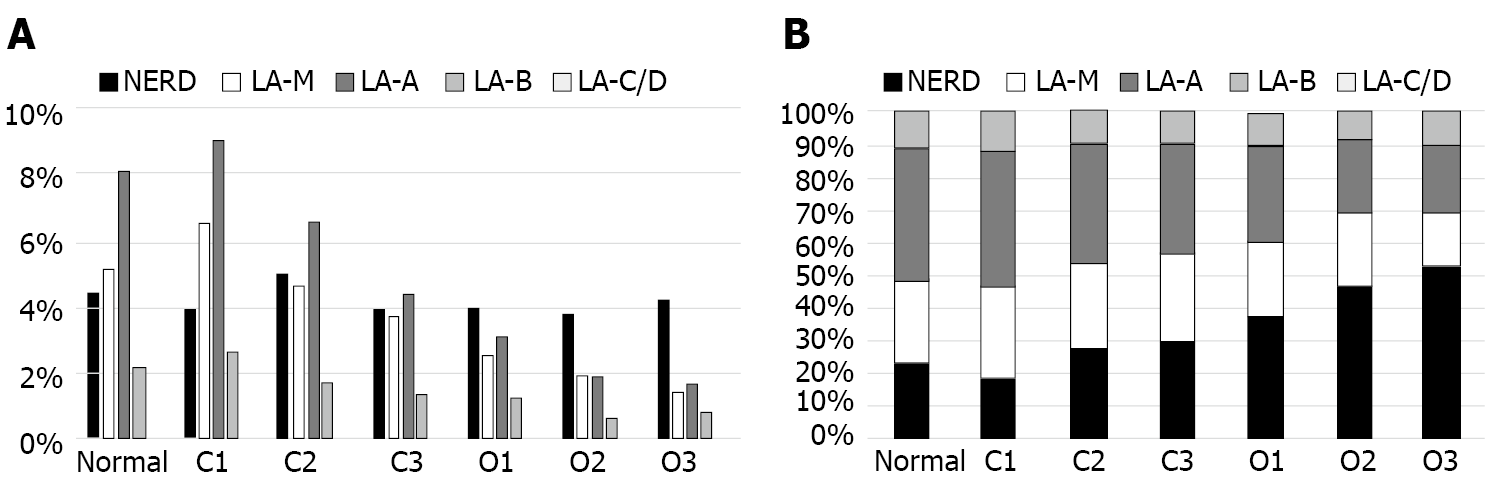 A
NERD LA-M LA-A LA-B LA-C/D
10%
8%
6%
4%
2%
0%
Normal C1 C2 C3 O1 O2 O3
B
NERD LA-M LA-A LA-B LA-C/D
100%
90%
80%
70%
60%
50%
40%
30%
20%
10%
0%
Normal C1 C2 C3 O1 O2 O3